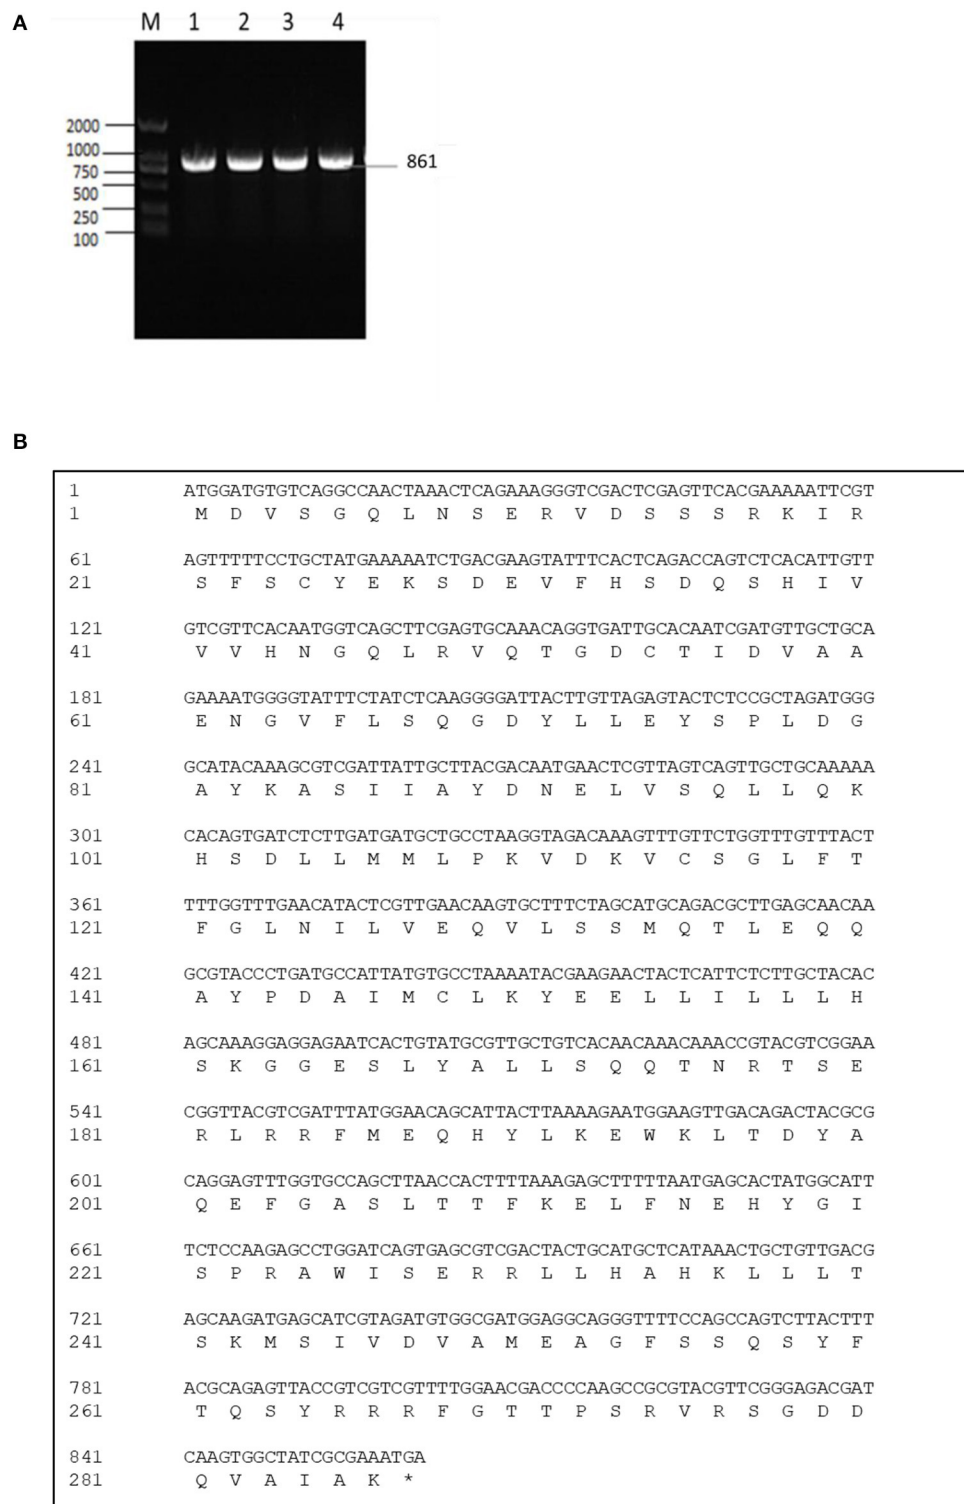 A
M 1 2 3 4
2000
1000
750
500
250
100
861
B
1 ATGGATGTGTCAGGCCAACTAAACTCAGAAAGGGTCGACTCGAGTTCACGAAAAATTCGT
1 M D V S G Q L N S E R V D S S S R K I R
61 AGTTTTTCCTGCTATGAAAAATCTGACGAAGTATTTCACTCAGACCAGTCTCACATTGTT
21 S F S C Y E K S D E V F H S D Q S H I V
121 GTCGTTCACAATGGTCAGCTTCGAGTGCAAACAGGTGATTGCACAATCGATGTTGCTGCA
41 V V H N G Q L R V Q T G D C T I D V A A
181 GAAAATGGGGTATTTCTATCTCAAGGGGATTACTTGTTAGAGTACTCTCCGCTAGATGGG
61 E N G V F L S Q G D Y L L E Y S P L D G
241 GCATACAAAGCGTCGATTATTGCTTACGACAATGAACTCGTTAGTCAGTTGCTGCAAAAA
81 A Y K A S I I A Y D N E L V S Q L L Q K
301 CACAGTGATCTCTTGATGATGCTGCCTAAGGTAGACAAAGTTTGTTCTGGTTTGTTTACT
101 H S D L L M M L P K V D K V C S G L F T
361 TTTGGTTTGAACATACTCGTTGAACAAGTGCTTTCTAGCATGCAGACGCTTGAGCAACAA
121 F G L N I L V E Q V L S S M Q T L E Q Q
421 GCGTACCCTGATGCCATTATGTGCCTAAAATACGAAGAACTACTCATTCTCTTGCTACAC
141 A Y P D A I M C L K Y E E L L I L L L H
481 AGCAAAGGAGGAGAATCACTGTATGCGTTGCTGTCACAACAAACAAACCGTACGTCGGAA
161 S K G G E S L Y A L L S Q Q T N R T S E
541 CGGTTACGTCGATTTATGGAACAGCATTACTTAAAAGAATGGAAGTTGACAGACTACGCG
181 R L R R F M E Q H Y L K E W K L T D Y A
601 CAGGAGTTTGGTGCCAGCTTAACCACTTTTAAAGAGCTTTTTAATGAGCACTATGGCATT
201 Q E F G A S L T T F K E L F N E H Y G I
661 TCTCCAAGAGCCTGGATCAGTGAGCGTCGACTACTGCATGCTCATAAACTGCTGTTGACG
221 S P R A W I S E R R L L H A H K L L L T
721 AGCAAGATGAGCATCGTAGATGTGGCGATGGAGGCAGGGTTTTCCAGCCAGTCTTACTTT
241 S K M S I V D V A M E A G F S S Q S Y F
781 ACGCAGAGTTACCGTCGTCGTTTTGGAACGACCCCAAGCCGCGTACGTTCGGGAGACGAT
261 T Q S Y R R R F G T T P S R V R S G D D
841 CAAGTGGCTATCGCGAAATGA
281 Q V A I A K *